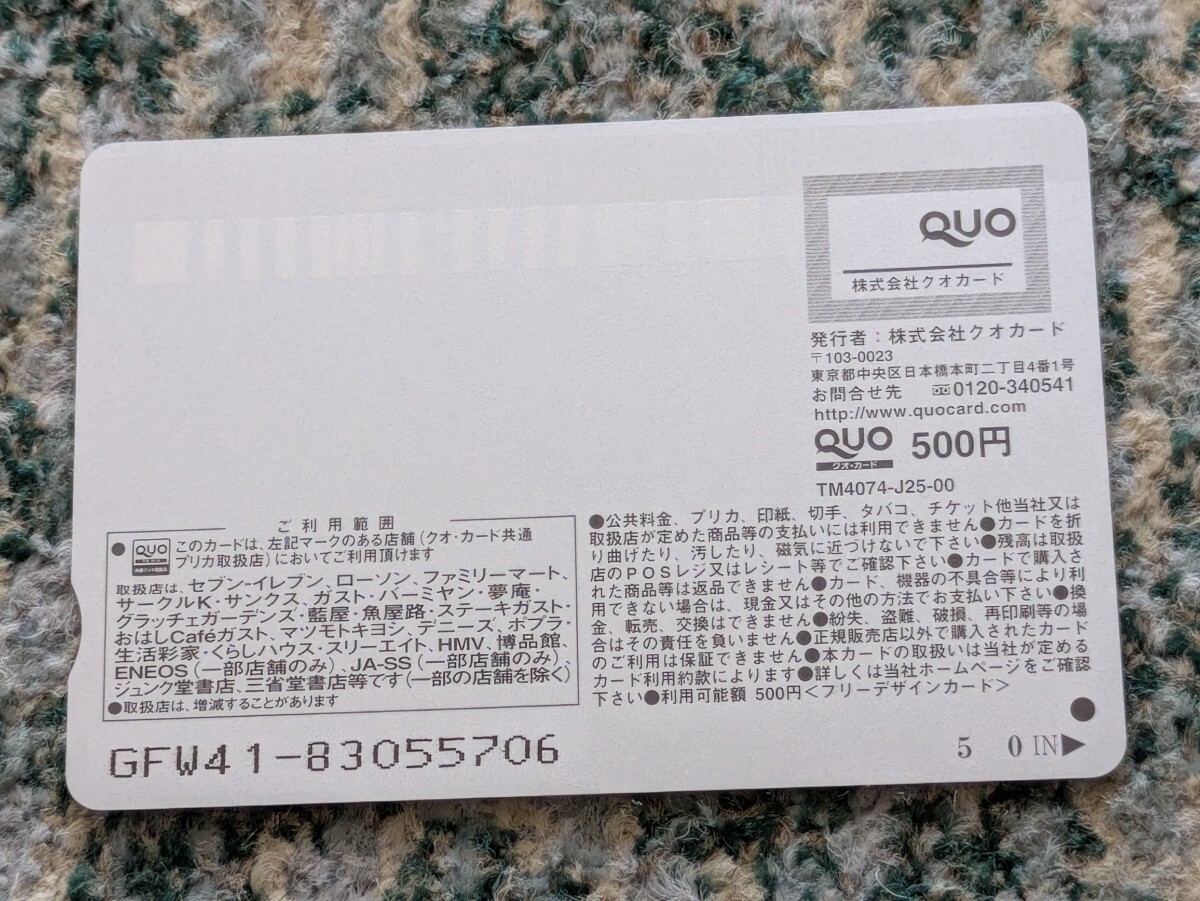 QUO
株式会社クオカード
発行者：株式会社クオカード
〒103-0023
東京都中央区日本橋本町二丁目4番1号
お問合せ先 0120-340541
http://www.quocard.com
QUO 500円
クオ・カード
TM4074-J25-00
ご利用範囲
●QUO このカードは、左記マークのある店舗（クオ・カード共通
プリカ取扱店）においてご利用頂けます
取扱店は、セブン-イレブン、ローソン、ファミリーマート、
サークルK・サンクス、ガスト・バーミヤン・夢庵・
グラッチェガーデンズ・藍屋・魚屋路・ステーキガスト・
おはしCaféガスト、マツモトキヨシ、デニーズ、ポプラ・
生活彩家・くらしハウス・スリーエイト、HMV、博品館、
ENEOS（一部店舗のみ）、JA-SS（一部店舗のみ）、
ジュンク堂書店、三省堂書店等です（一部の店舗を除く）
●取扱店は、増減することがあります
●公共料金、プリカ、印紙、切手、タバコ、チケット他当社又は
取扱店が定めた商品等の支払いには利用できません●カードを折
り曲げたり、汚したり、磁気に近づけないで下さい●残高は取扱
店のPOSレジ又はレシート等でご確認下さい●カードで購入さ
れた商品等は返品できません●カード、機器の不具合等により利
用できない場合は、現金又はその他の方法でお支払い下さい●換
金、転売、交換はできません●紛失、盗難、破損、再印刷等の場
合はその責任を負いません●正規販売店以外で購入されたカード
のご利用は保証できません●本カードの取扱いは当社が定める
カード利用約款によります●詳しくは当社ホームページをご確認
下さい●利用可能額 500円＜フリーデザインカード＞
GFW41-83055706
5 0 IN▶